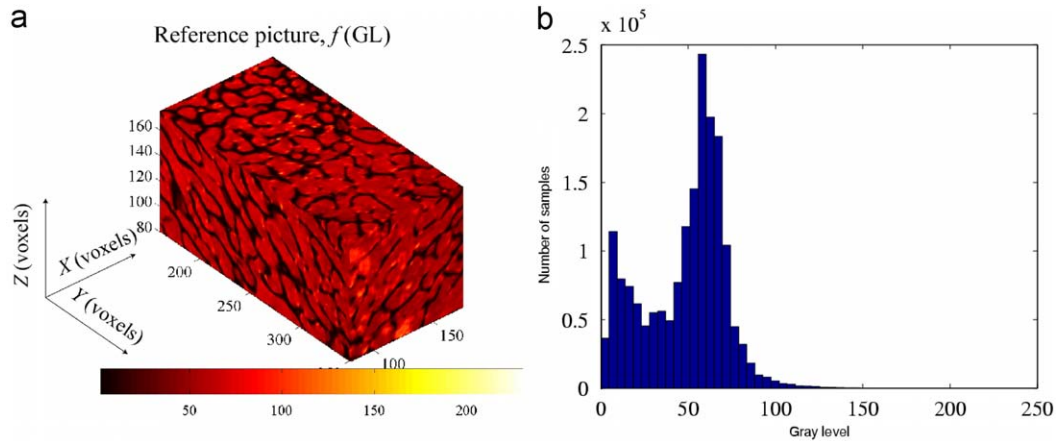 a
Reference picture, f (GL)
160
140
120
100
80
Z (voxels)
X (voxels)
Y (voxels)
200
250
300
100
150
50
100
150
200
b
x 10⁵
2.5
2
1.5
1
0.5
0
Number of samples
0
50
100
150
200
250
Gray level